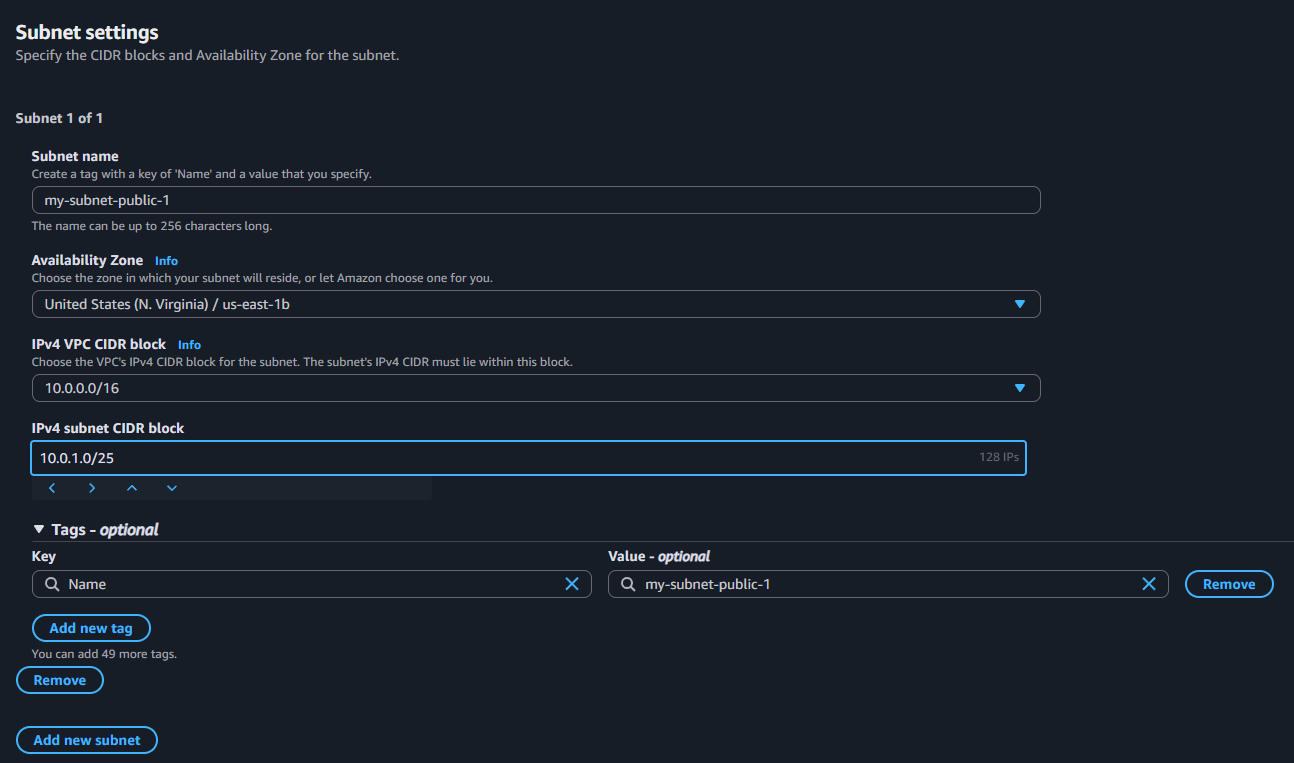 Subnet settings
Specify the CIDR blocks and Availability Zone for the subnet.
Subnet 1 of 1
Subnet name
Create a tag with a key of 'Name' and a value that you specify.
my-subnet-public-1
The name can be up to 256 characters long.
Availability Zone Info
Choose the zone in which your subnet will reside, or let Amazon choose one for you.
United States (N. Virginia) / us-east-1b
IPv4 VPC CIDR block Info
Choose the VPC's IPv4 CIDR block for the subnet. The subnet's IPv4 CIDR must lie within this block.
10.0.0.0/16
IPv4 subnet CIDR block
10.0.1.0/25 128 IPs
Tags - optional
Key Value - optional
Name my-subnet-public-1 Remove
Add new tag
You can add 49 more tags.
Remove
Add new subnet